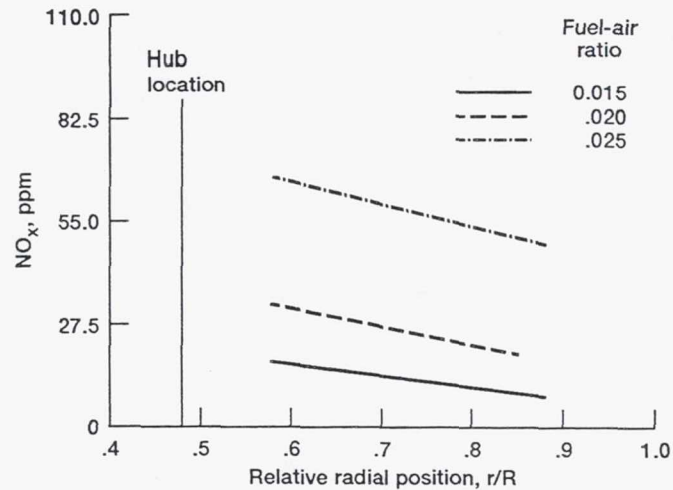 110.0
82.5
55.0
27.5
0
NOx, ppm
Hub
location
Fuel-air
ratio
0.015
.020
.025
.4 .5 .6 .7 .8 .9 1.0
Relative radial position, r/R